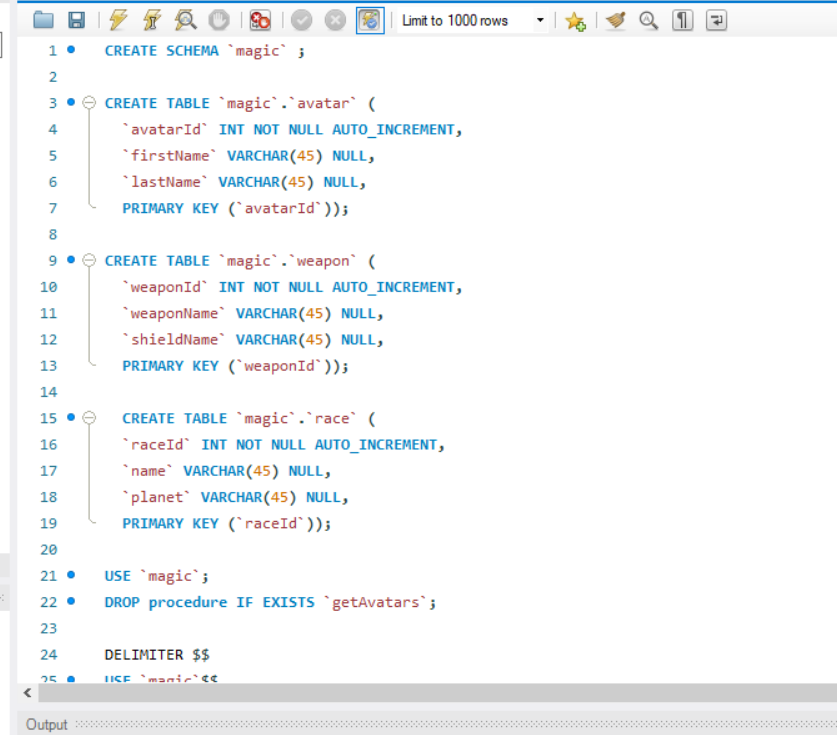 Limit to 1000 rows
1 CREATE SCHEMA `magic` ;
2
3 CREATE TABLE `magic`.`avatar` (
4 `avatarId` INT NOT NULL AUTO_INCREMENT,
5 `firstName` VARCHAR(45) NULL,
6 `lastName` VARCHAR(45) NULL,
7 PRIMARY KEY (`avatarId`));
8
9 CREATE TABLE `magic`.`weapon` (
10 `weaponId` INT NOT NULL AUTO_INCREMENT,
11 `weaponName` VARCHAR(45) NULL,
12 `shieldName` VARCHAR(45) NULL,
13 PRIMARY KEY (`weaponId`));
14
15 CREATE TABLE `magic`.`race` (
16 `raceId` INT NOT NULL AUTO_INCREMENT,
17 `name` VARCHAR(45) NULL,
18 `planet` VARCHAR(45) NULL,
19 PRIMARY KEY (`raceId`));
20
21 USE `magic`;
22 DROP procedure IF EXISTS `getAvatars`;
23
24 DELIMITER $$
25 USE `magic`$$
Output